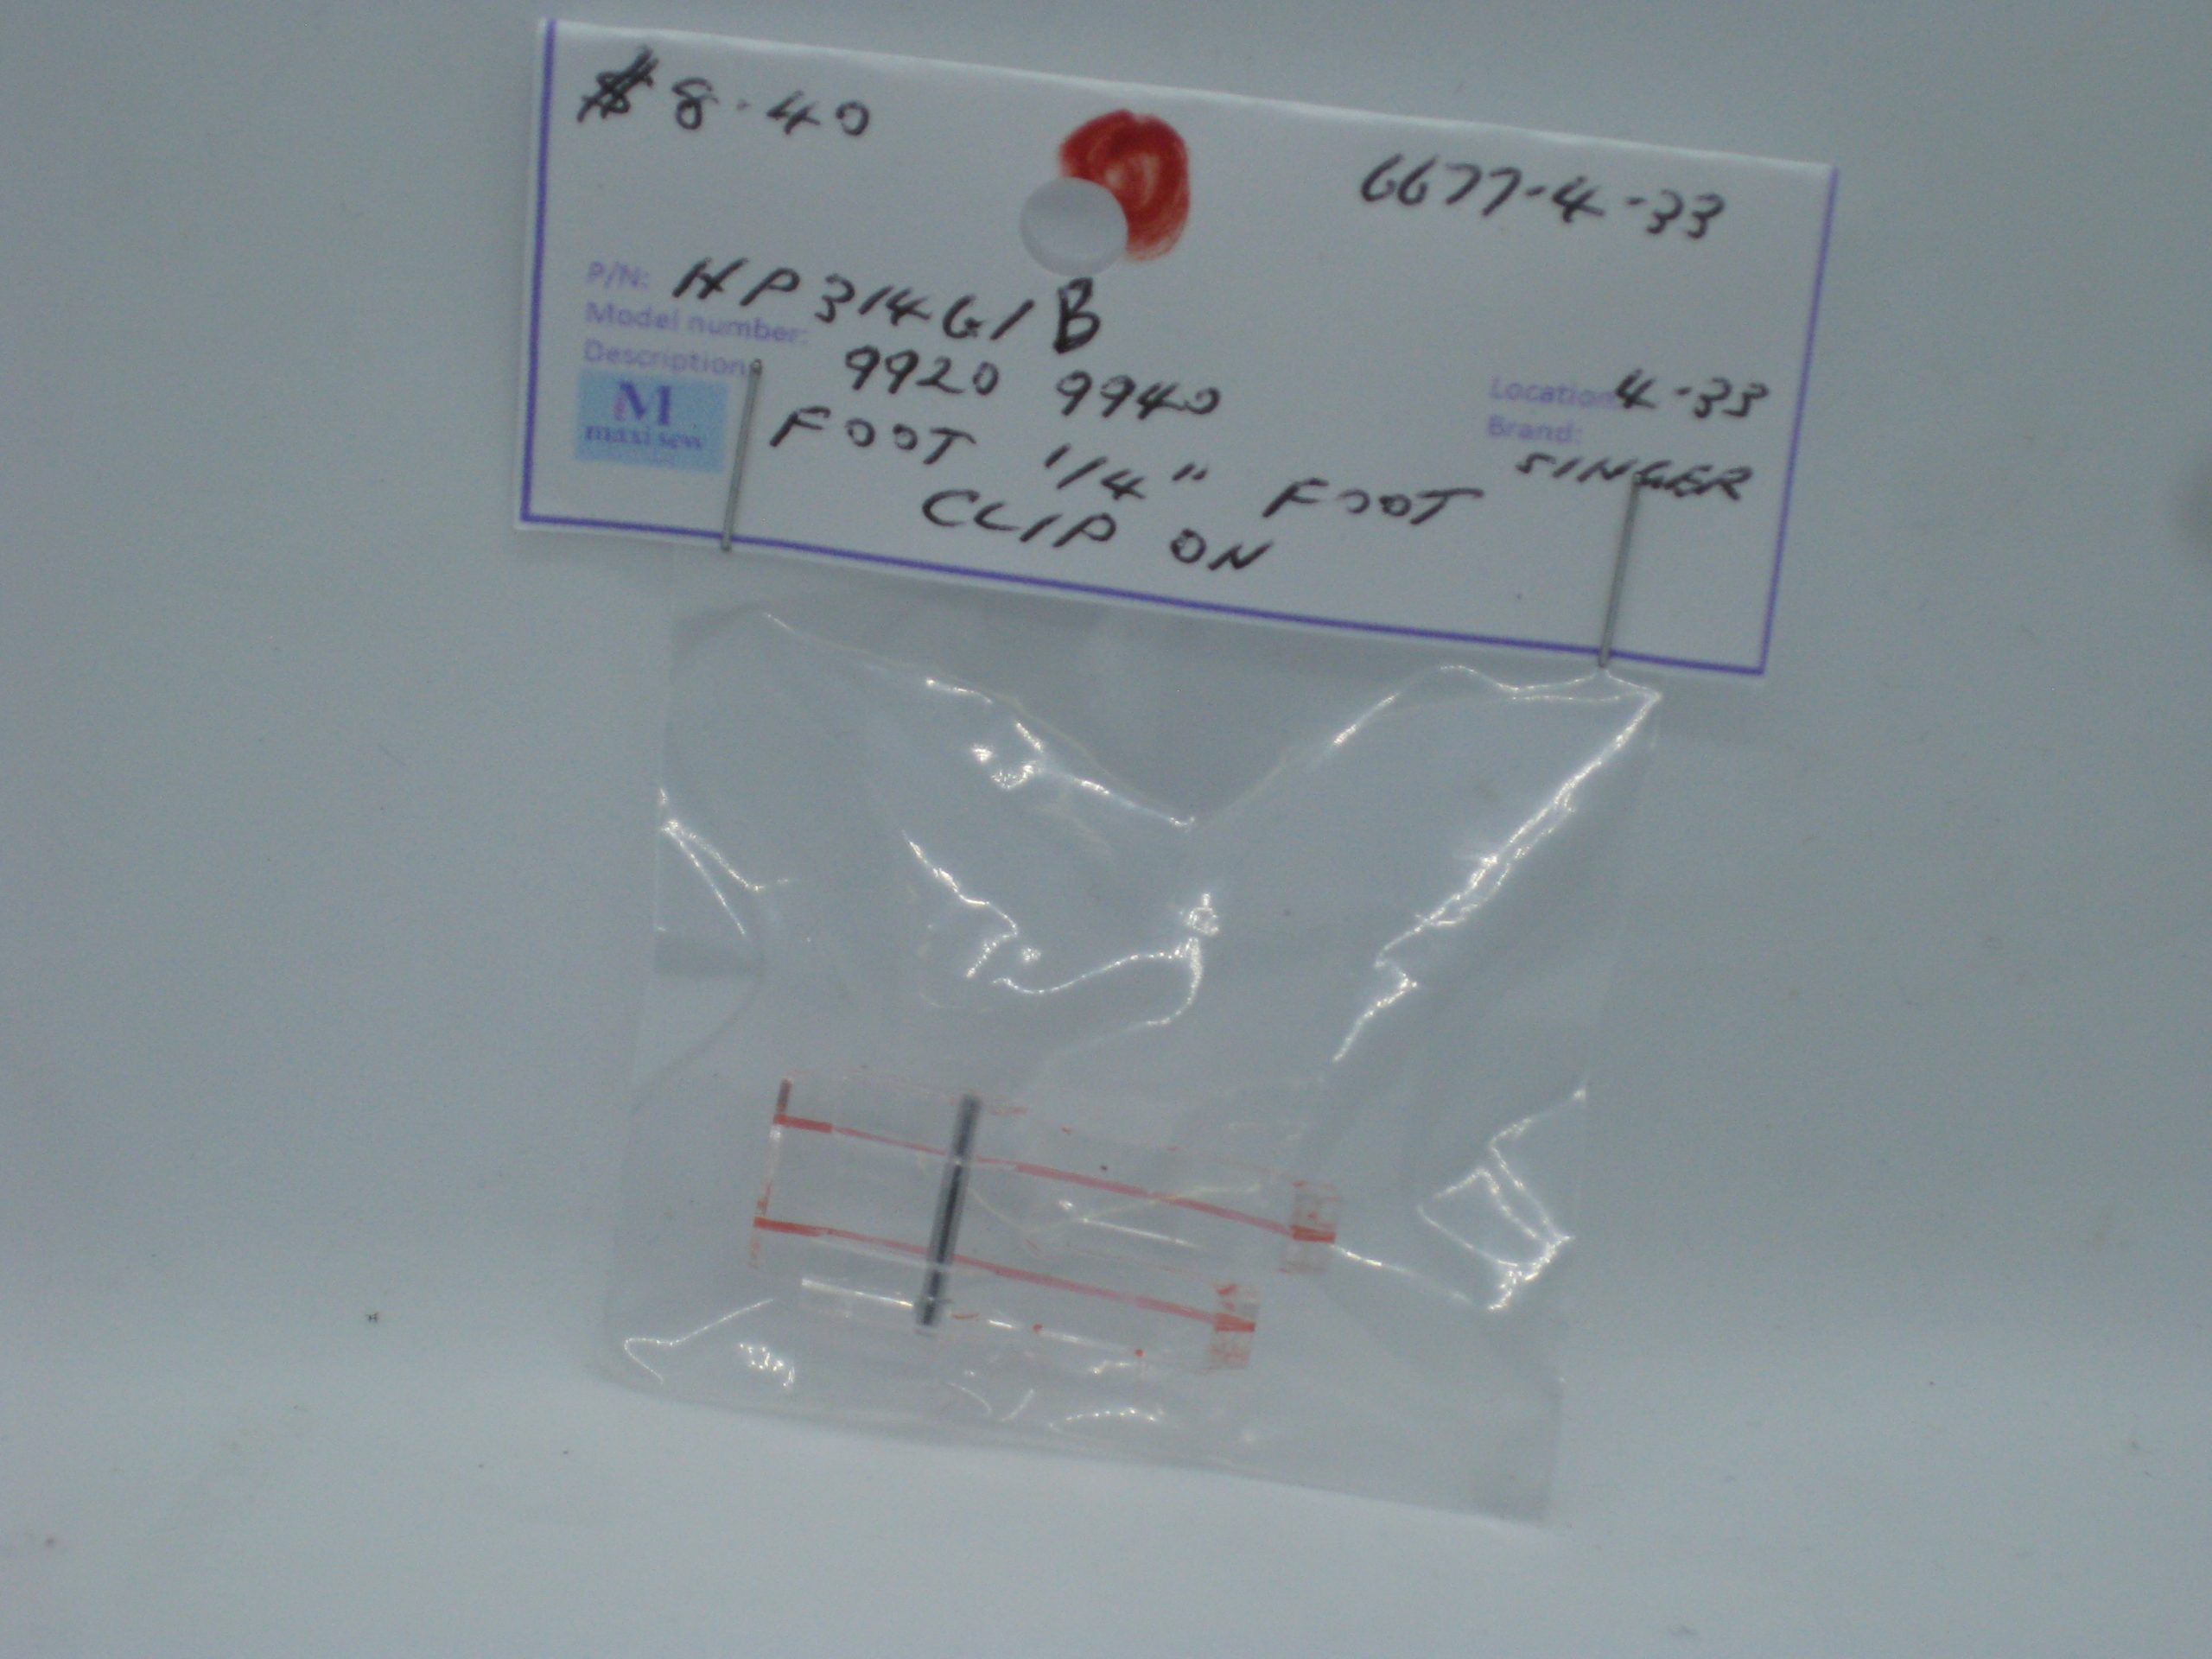 $ 8.40
6677-4-33
P/N: HP31461B
Model number: 9920 9940
Description: FOOT 1/4" FOOT
CLIP ON
Location: 4-33
Brand:
SINGER
M
maxi sew